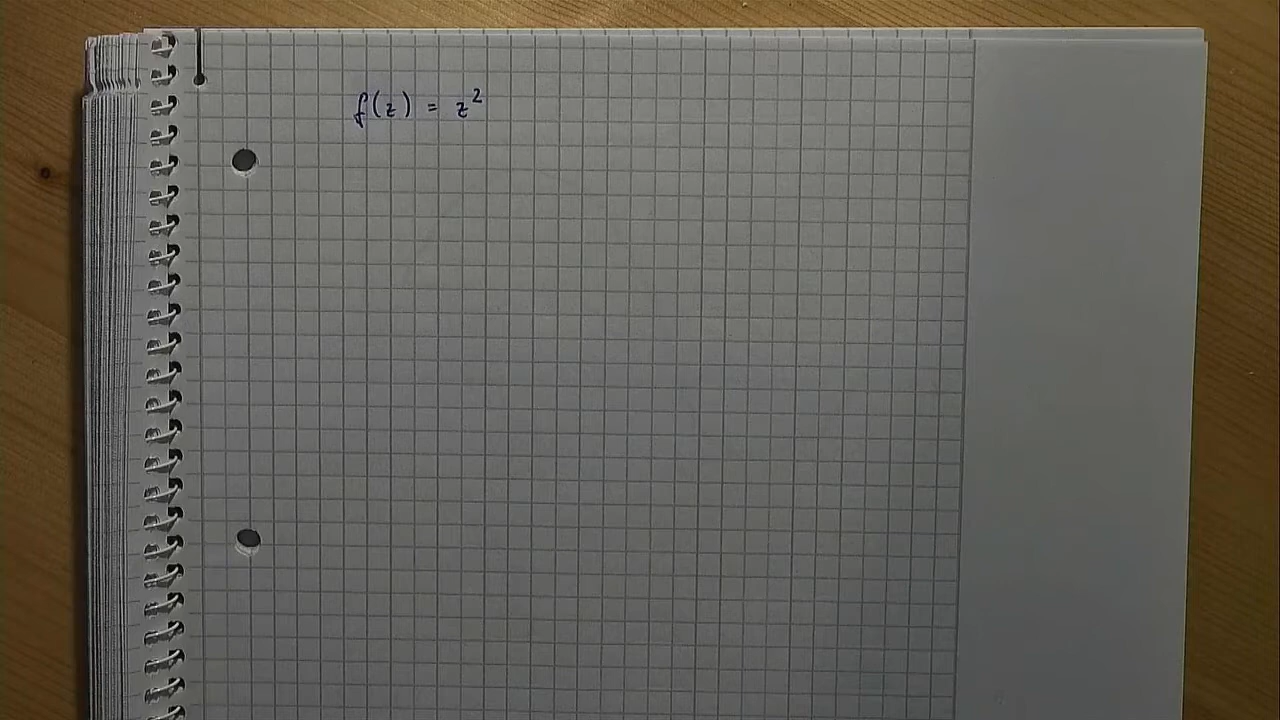 f(z) = z²